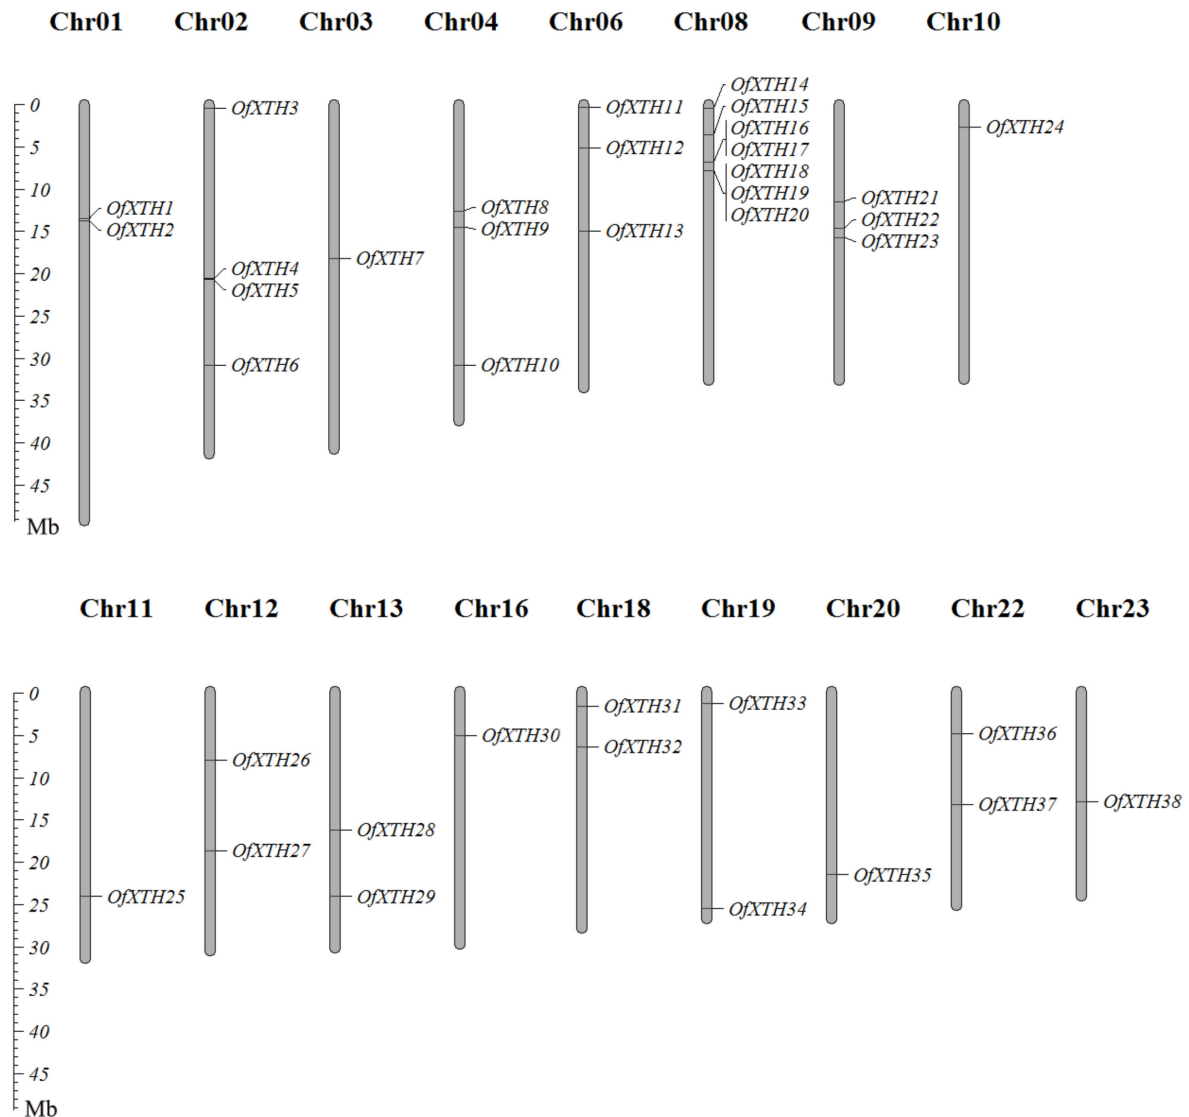 Chr01 Chr02 Chr03 Chr04 Chr06 Chr08 Chr09 Chr10
OfXTH14
0 OfXTH3 OfXTH11 OfXTH15
OfXTH16 OfXTH24
5 OfXTH12 OfXTH17
OfXTH18
10 OfXTH19 OfXTH21
OfXTH1 OfXTH8 OfXTH20 OfXTH22
15 OfXTH2 OfXTH9 OfXTH13 OfXTH23
OfXTH7
20 OfXTH4
OfXTH5
25
30 OfXTH6 OfXTH10
35
40
45
Mb
Chr11 Chr12 Chr13 Chr16 Chr18 Chr19 Chr20 Chr22 Chr23
0 OfXTH31 OfXTH33
5 OfXTH30 OfXTH32 OfXTH36
10 OfXTH26
15 OfXTH28 OfXTH37 OfXTH38
20 OfXTH27 OfXTH35
25 OfXTH25 OfXTH29 OfXTH34
30
35
40
45
Mb